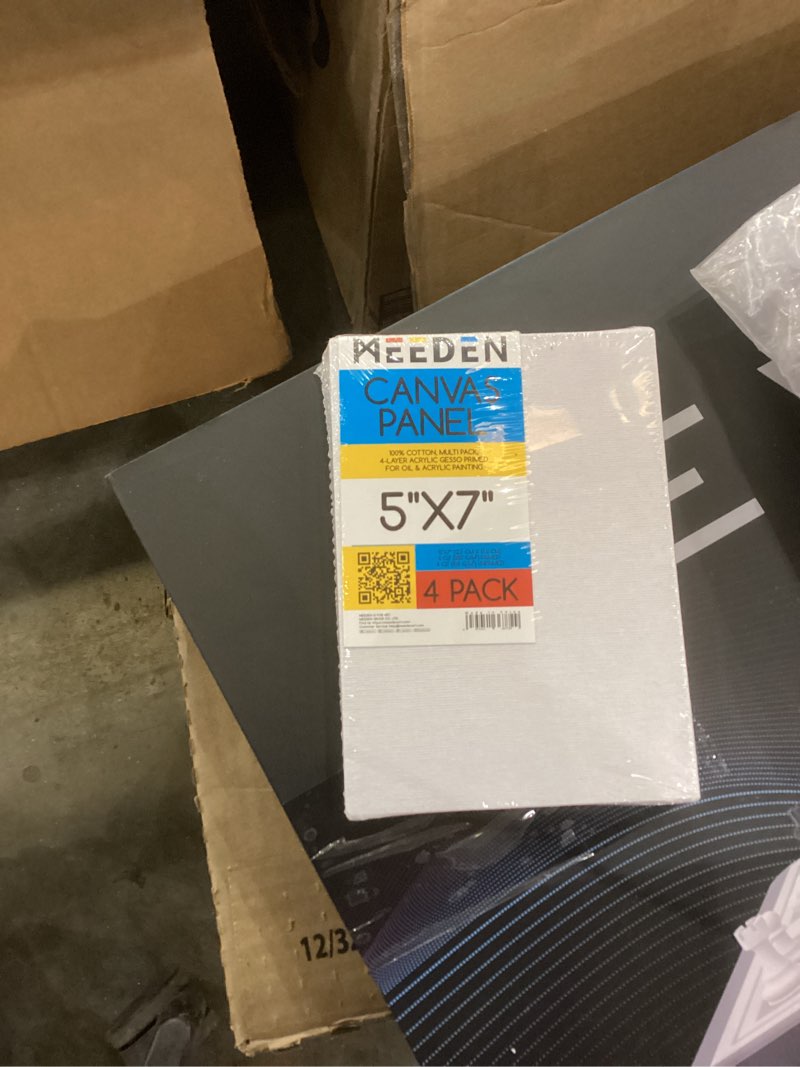 MEEDEN
CANVAS
PANEL
100% COTTON, MULTI PACK,
4-LAYER ACRYLIC GESSO PRIMED
FOR OIL & ACRYLIC PAINTING
5"X7"
4 PACK
12/32